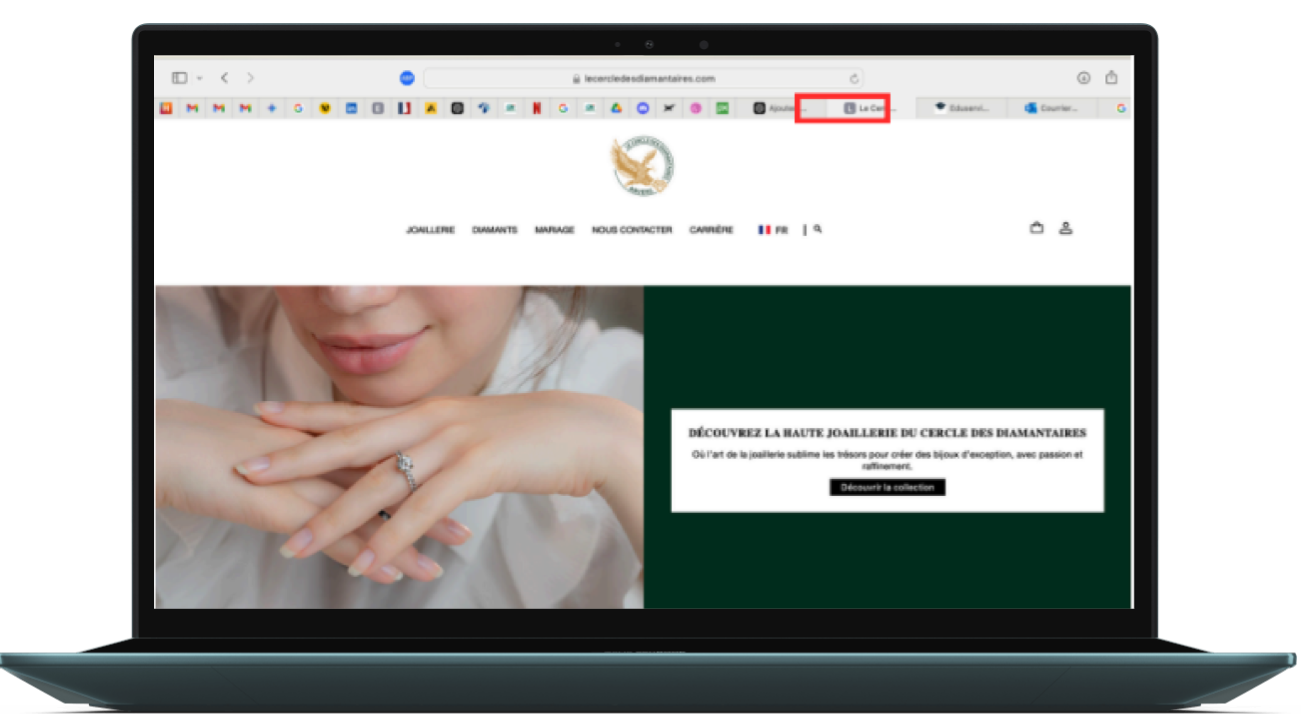 lecercledesdiamantaires.com
Ajouter... L Le Cer... Eduservi... Courrier...
JOAILLERIE DIAMANTS MARIAGE NOUS CONTACTER CARRIÈRE FR |
DÉCOUVREZ LA HAUTE JOAILLERIE DU CERCLE DES DIAMANTAIRES
Où l'art de la joaillerie sublime les trésors pour créer des bijoux d'exception, avec passion et
raffinement.
Découvrir la collection